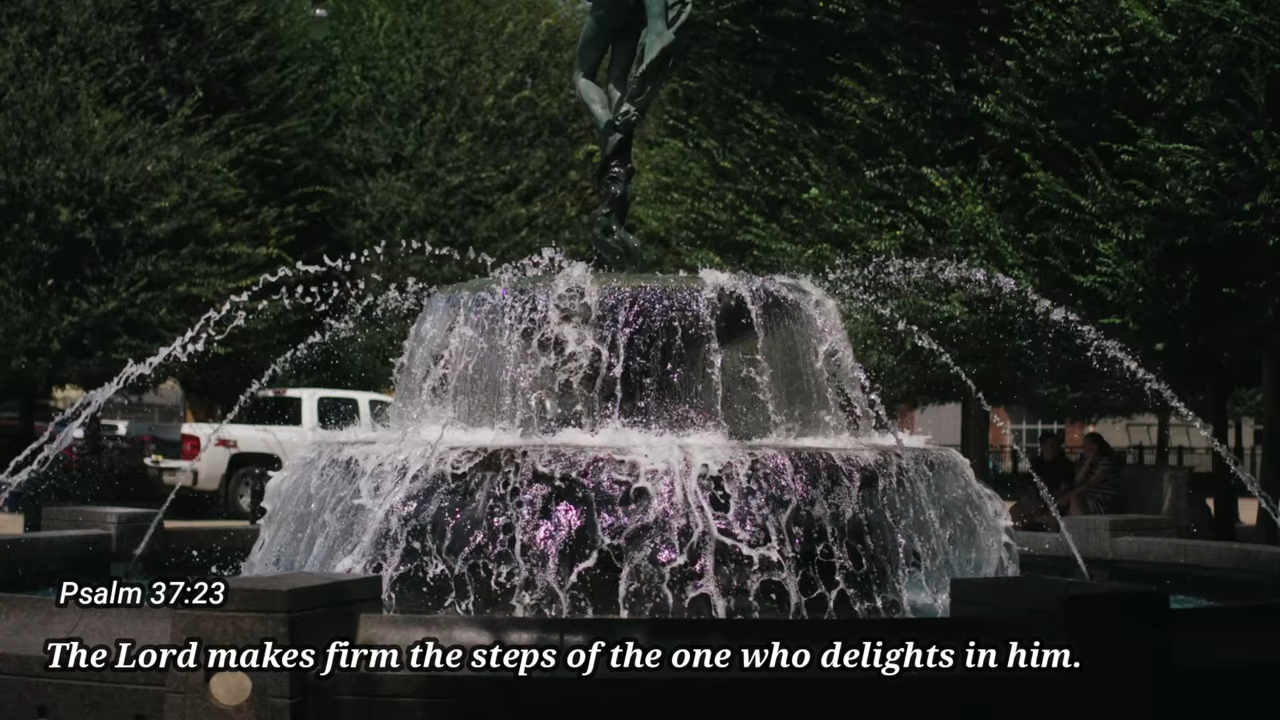 Psalm 37:23
The Lord makes firm the steps of the one who delights in him.